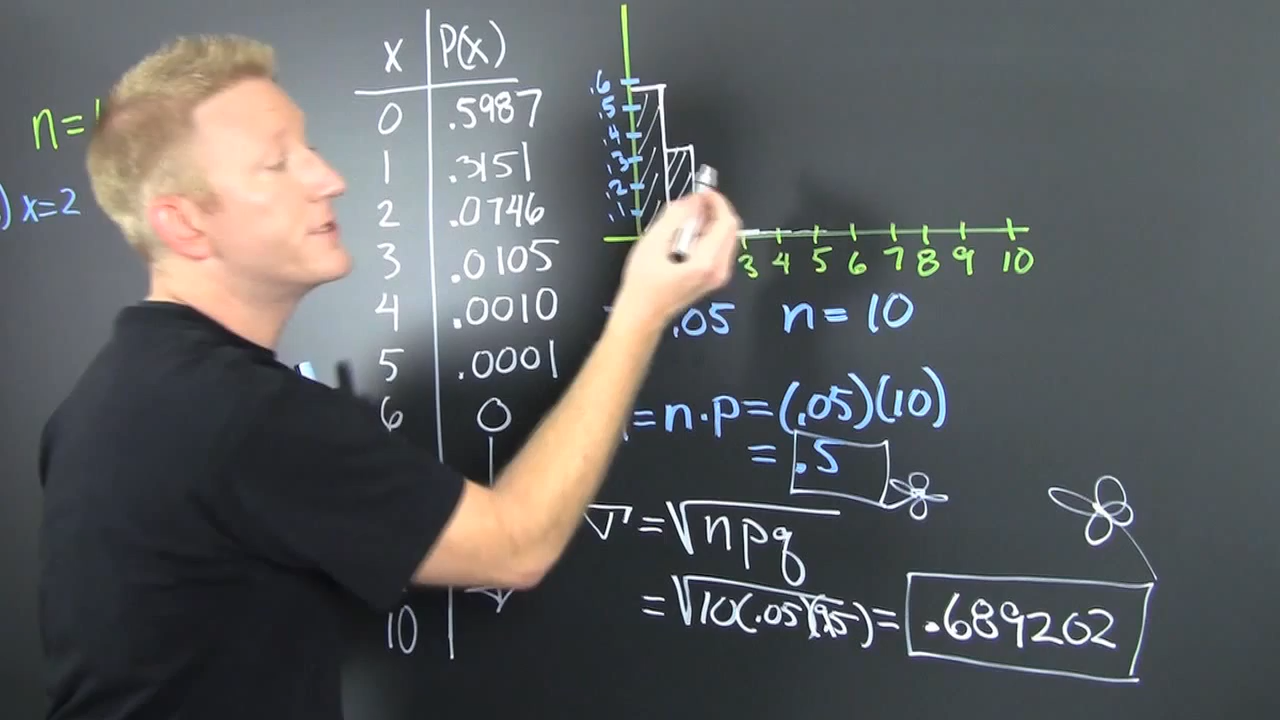 n=
) x=2
x P(x)
0 .5987
1 .3151
2 .0746
3 .0105
4 .0010
5 .0001
6 0
10
.6
.5
.4
.3
.2
.1
3 4 5 6 7 8 9 10
.05 n = 10
= n·p = (.05)(10)
= .5
σ = √npq
= √10(.05)(.95) = .689202